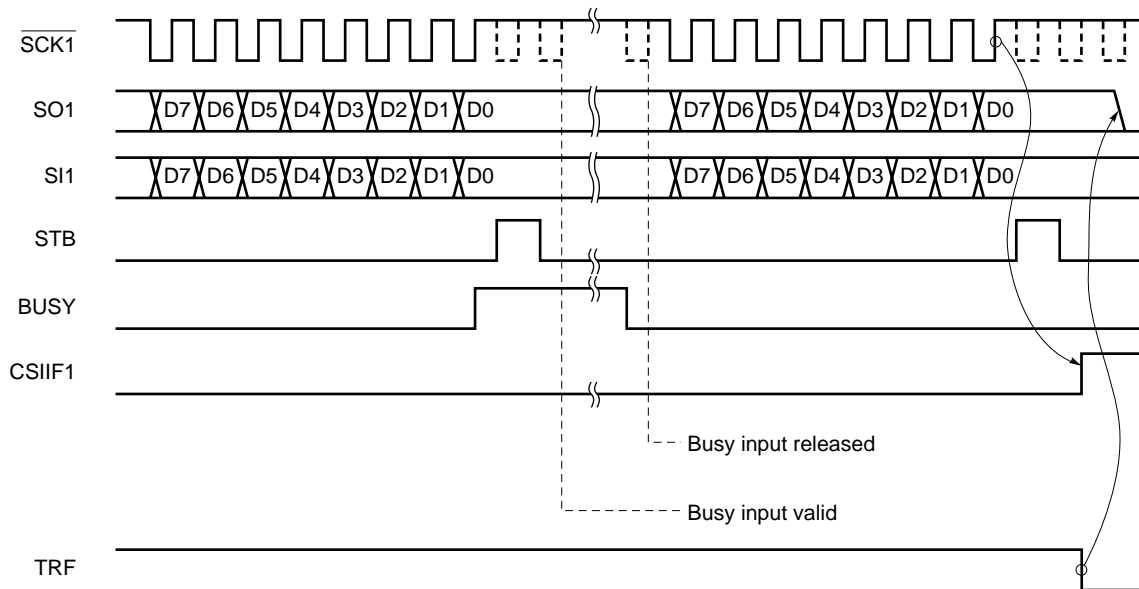 SCK1
SO1 D7 D6 D5 D4 D3 D2 D1 D0 D7 D6 D5 D4 D3 D2 D1 D0
SI1 D7 D6 D5 D4 D3 D2 D1 D0 D7 D6 D5 D4 D3 D2 D1 D0
STB
BUSY
CSIIF1
Busy input released
Busy input valid
TRF